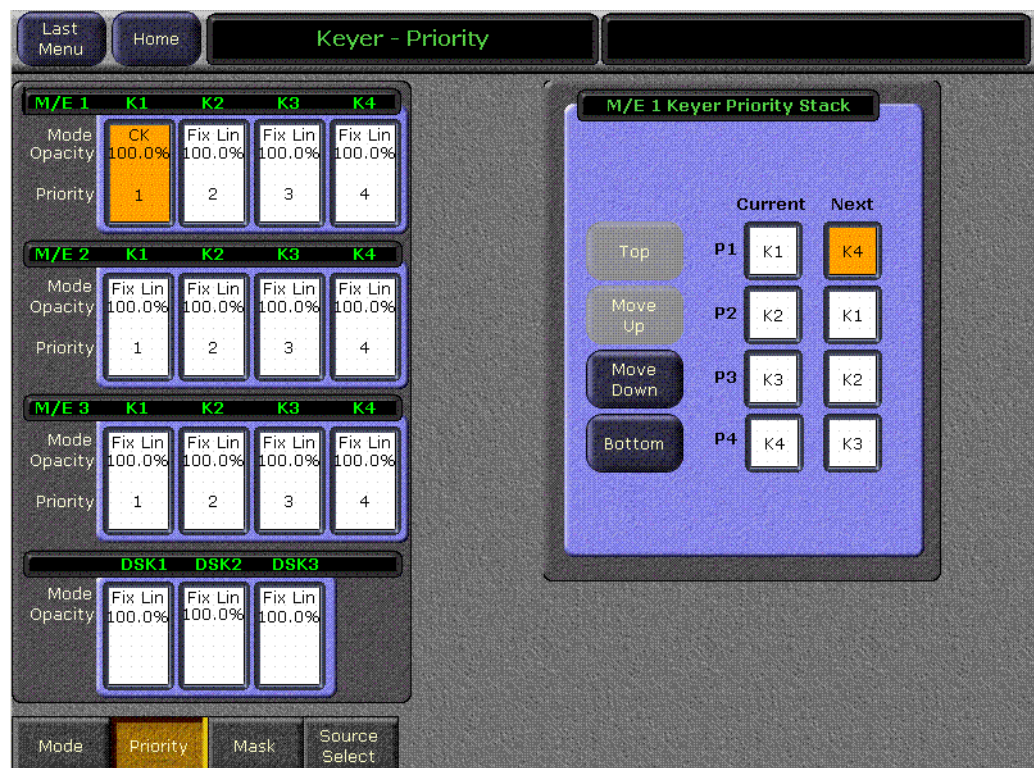 Last Menu Home Keyer - Priority
M/E 1 K1 K2 K3 K4
Mode CK Fix Lin Fix Lin Fix Lin
Opacity 100.0% 100.0% 100.0% 100.0%
Priority 1 2 3 4
M/E 2 K1 K2 K3 K4
Mode Fix Lin Fix Lin Fix Lin Fix Lin
Opacity 100.0% 100.0% 100.0% 100.0%
Priority 1 2 3 4
M/E 3 K1 K2 K3 K4
Mode Fix Lin Fix Lin Fix Lin Fix Lin
Opacity 100.0% 100.0% 100.0% 100.0%
Priority 1 2 3 4
DSK1 DSK2 DSK3
Mode Fix Lin Fix Lin Fix Lin
Opacity 100.0% 100.0% 100.0%
M/E 1 Keyer Priority Stack
Current Next
Top P1 K1 K4
Move Up P2 K2 K1
Move Down P3 K3 K2
Bottom P4 K4 K3
Mode Priority Mask Source Select